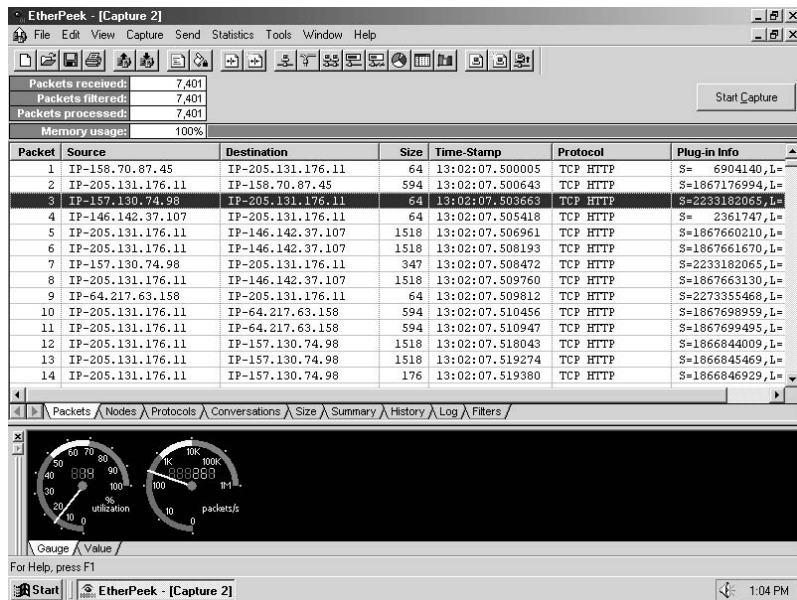 EtherPeek - [Capture 2]
File Edit View Capture Send Statistics Tools Window Help
Packets received: 7,401
Packets filtered: 7,401
Packets processed: 7,401
Memory usage: 100%
Start Capture
Packet Source Destination Size Time-Stamp Protocol Plug-in Info
1 IP-158.70.87.45 IP-205.131.176.11 64 13:02:07.500005 TCP HTTP S= 6904140,L=
2 IP-205.131.176.11 IP-158.70.87.45 594 13:02:07.500643 TCP HTTP S=1867176994,L=
3 IP-157.130.74.98 IP-205.131.176.11 64 13:02:07.503663 TCP HTTP S=2233182065,L=
4 IP-146.142.37.107 IP-205.131.176.11 64 13:02:07.505418 TCP HTTP S= 2361747,L=
5 IP-205.131.176.11 IP-146.142.37.107 1518 13:02:07.506961 TCP HTTP S=1867660210,L=
6 IP-205.131.176.11 IP-146.142.37.107 1518 13:02:07.508193 TCP HTTP S=1867661670,L=
7 IP-157.130.74.98 IP-205.131.176.11 347 13:02:07.508472 TCP HTTP S=2233182065,L=
8 IP-205.131.176.11 IP-146.142.37.107 1518 13:02:07.509760 TCP HTTP S=1867663130,L=
9 IP-64.217.63.158 IP-205.131.176.11 64 13:02:07.509812 TCP HTTP S=2273355468,L=
10 IP-205.131.176.11 IP-64.217.63.158 594 13:02:07.510456 TCP HTTP S=1867698959,L=
11 IP-205.131.176.11 IP-64.217.63.158 594 13:02:07.510947 TCP HTTP S=1867699495,L=
12 IP-205.131.176.11 IP-157.130.74.98 1518 13:02:07.518043 TCP HTTP S=1866844009,L=
13 IP-205.131.176.11 IP-157.130.74.98 1518 13:02:07.519274 TCP HTTP S=1866845469,L=
14 IP-205.131.176.11 IP-157.130.74.98 176 13:02:07.519380 TCP HTTP S=1866846929,L=
Packets Nodes Protocols Conversations Size Summary History Log Filters
0 10 20 30 40 50 60 70 80 90 100
% utilization
0 10 100 1K 10K 100K 1M
packets/s
Gauge Value
For Help, press F1
Start EtherPeek - [Capture 2] 1:04 PM